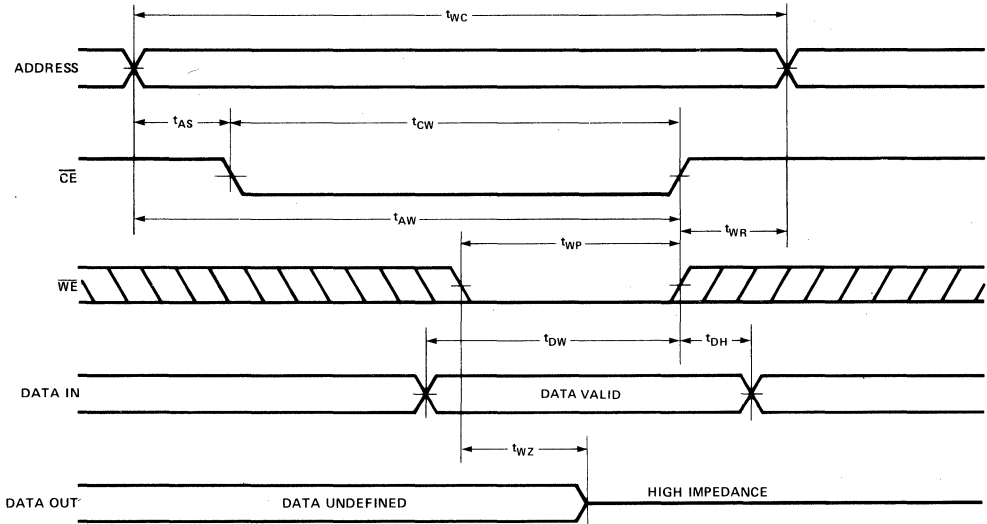 tWC
ADDRESS
tAS
tCW
CE
tAW
tWP
tWR
WE
tDW
tDH
DATA IN
DATA VALID
tWZ
DATA OUT
DATA UNDEFINED
HIGH IMPEDANCE